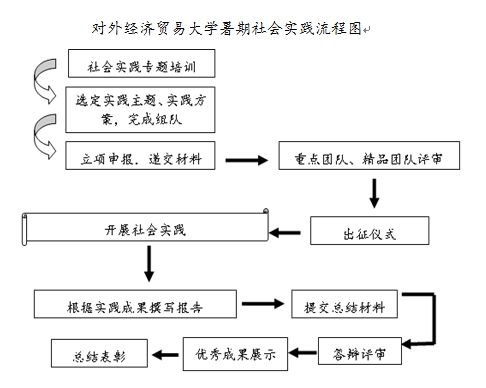 对外经济贸易大学暑期社会实践流程图
社会实践专题培训
选定实践主题、实践方
案，完成组队
立项申报，递交材料
重点团队、精品团队评审
出征仪式
开展社会实践
根据实践成果撰写报告
提交总结材料
答辩评审
优秀成果展示
总结表彰